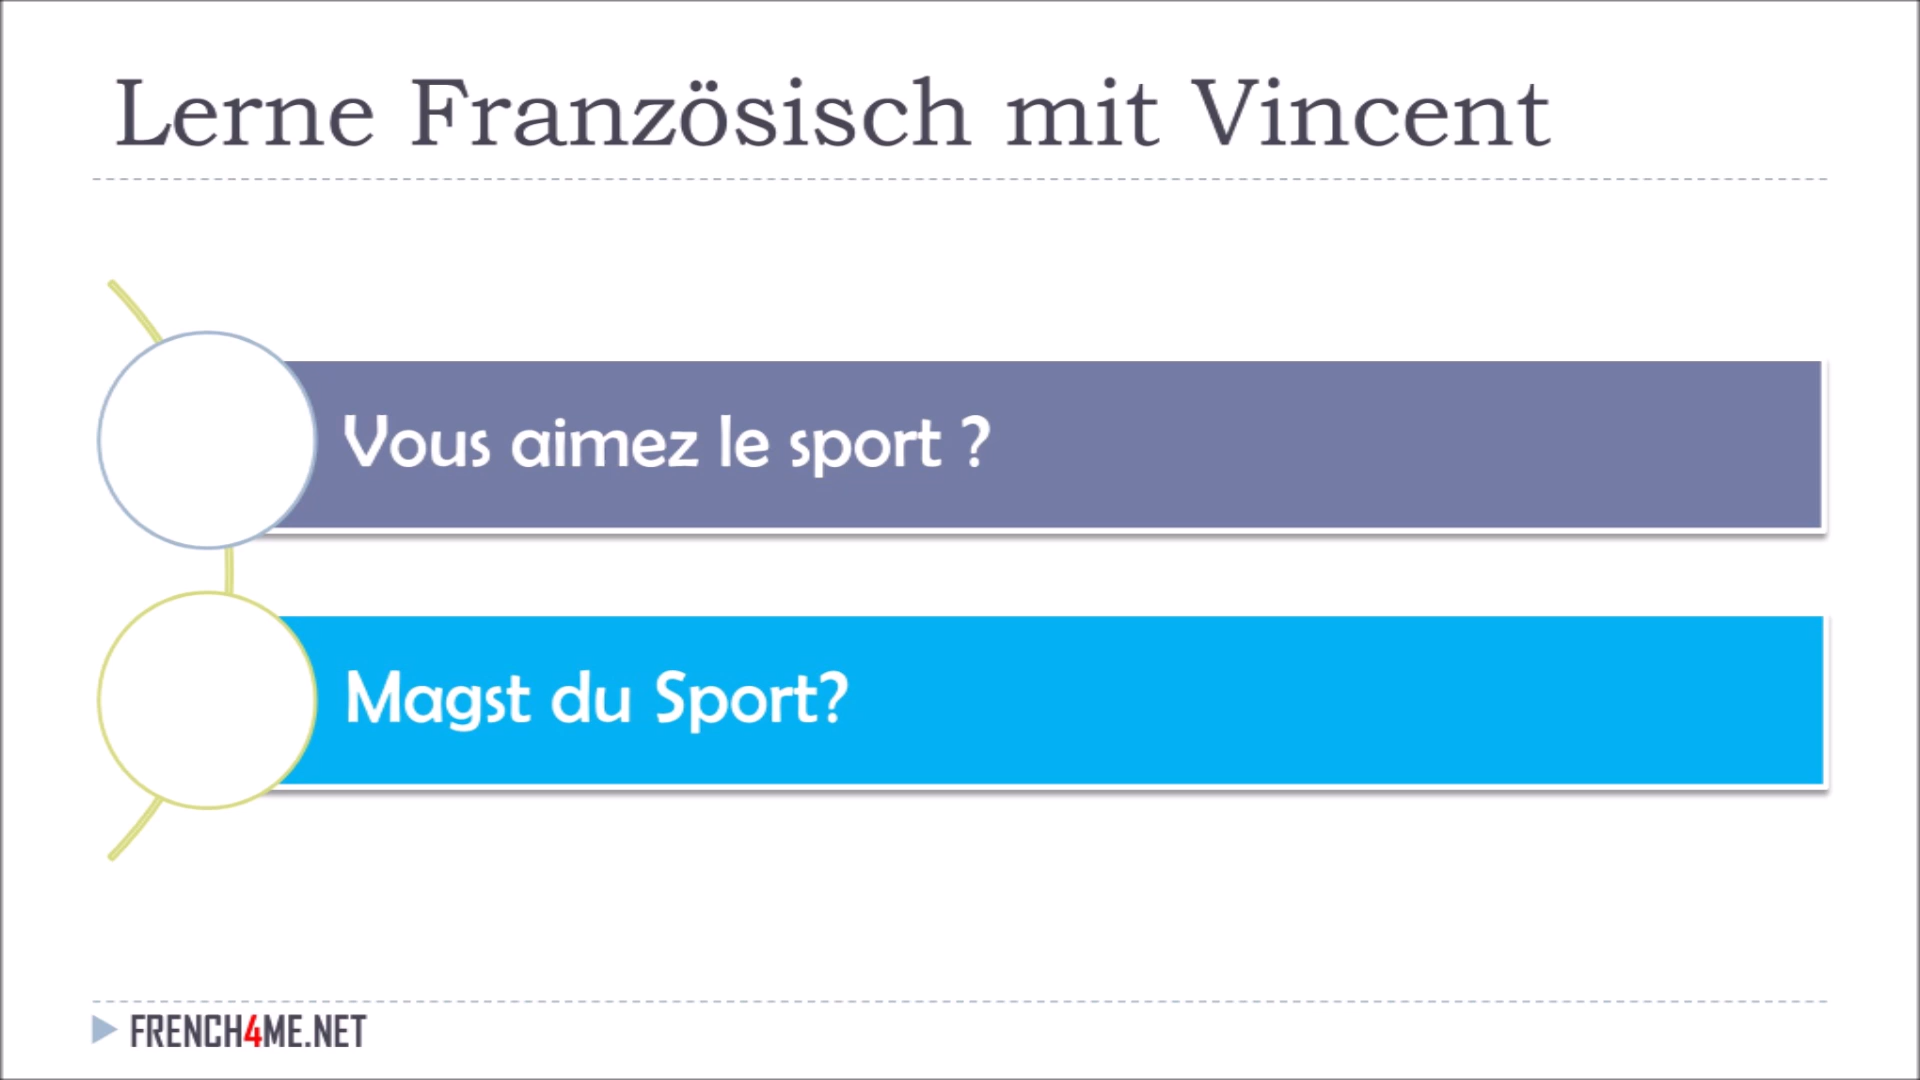 Lerne Französisch mit Vincent
Vous aimez le sport ?
Magst du Sport?
FRENCH4ME.NET